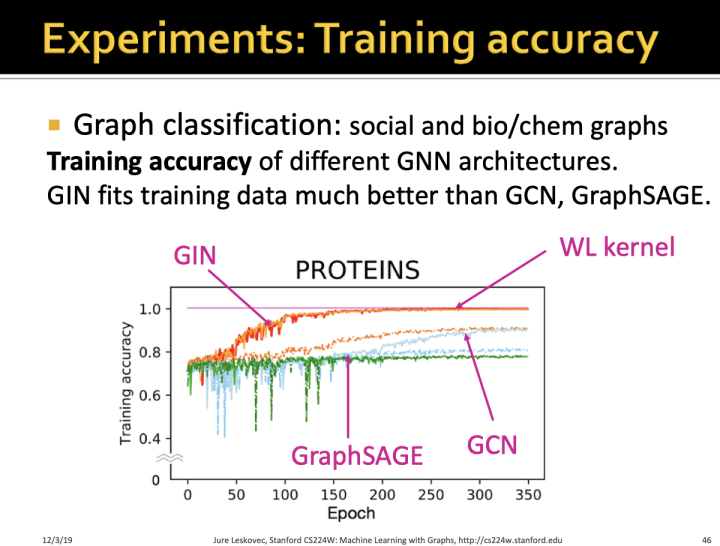 Experiments: Training accuracy
Graph classification: social and bio/chem graphs
Training accuracy of different GNN architectures.
GIN fits training data much better than GCN, GraphSAGE.
GIN
WL kernel
PROTEINS
Training accuracy
1.0
0.8
0.6
0.4
0
GraphSAGE
GCN
0 50 100 150 200 250 300 350
Epoch
12/3/19
Jure Leskovec, Stanford CS224W: Machine Learning with Graphs, http://cs224w.stanford.edu
46